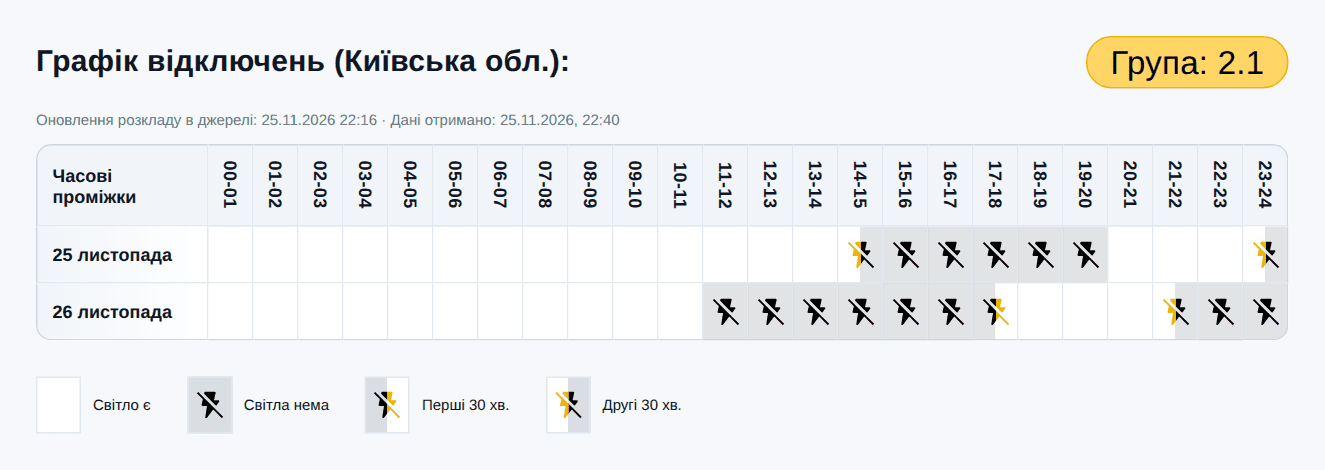 Графік відключень (Київська обл.):
Група: 2.1
Оновлення розкладу в джерелі: 25.11.2026 22:16 · Дані отримано: 25.11.2026, 22:40
Часові
проміжки
00-01
01-02
02-03
03-04
04-05
05-06
06-07
07-08
08-09
09-10
10-11
11-12
12-13
13-14
14-15
15-16
16-17
17-18
18-19
19-20
20-21
21-22
22-23
23-24
25 листопада
26 листопада
Світло є
Світла нема
Перші 30 хв.
Другі 30 хв.